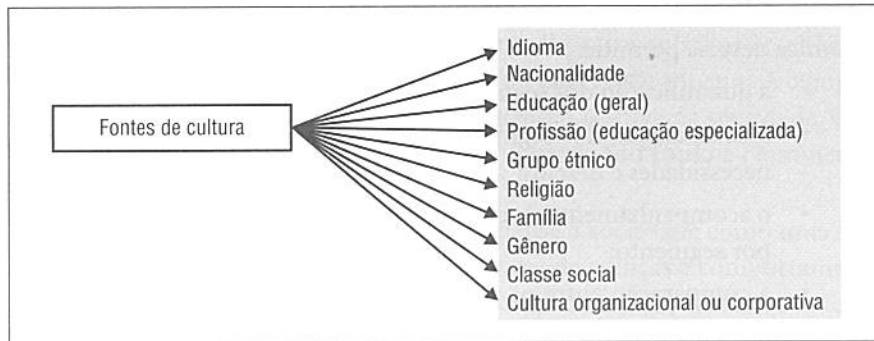 Fontes de cultura
Idioma
Nacionalidade
Educação (geral)
Profissão (educação especializada)
Grupo étnico
Religião
Família
Gênero
Classe social
Cultura organizacional ou corporativa